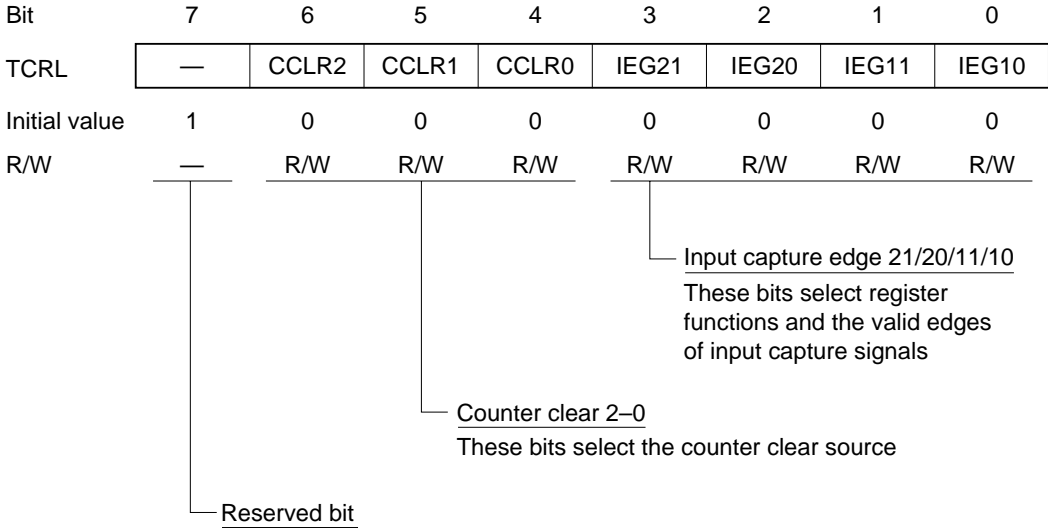 Bit 7 6 5 4 3 2 1 0
TCRL — CCLR2 CCLR1 CCLR0 IEG21 IEG20 IEG11 IEG10
Initial value 1 0 0 0 0 0 0 0
R/W — R/W R/W R/W R/W R/W R/W R/W
Input capture edge 21/20/11/10
These bits select register
functions and the valid edges
of input capture signals
Counter clear 2–0
These bits select the counter clear source
Reserved bit